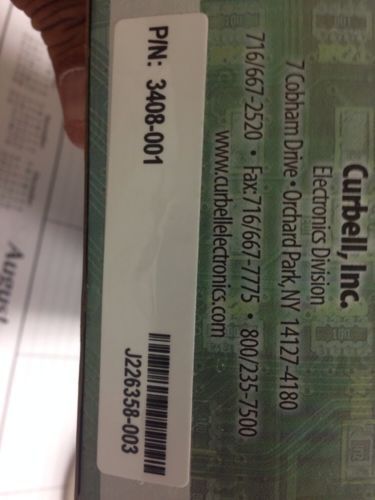 Curbell, Inc.
Electronics Division
7 Cobham Drive • Orchard Park, NY 14127-4180
716/667-2520 • Fax: 716/667-7775 • 800/235-7500
www.curbellelectronics.com
P/N: 3408-001
J226358-003
August